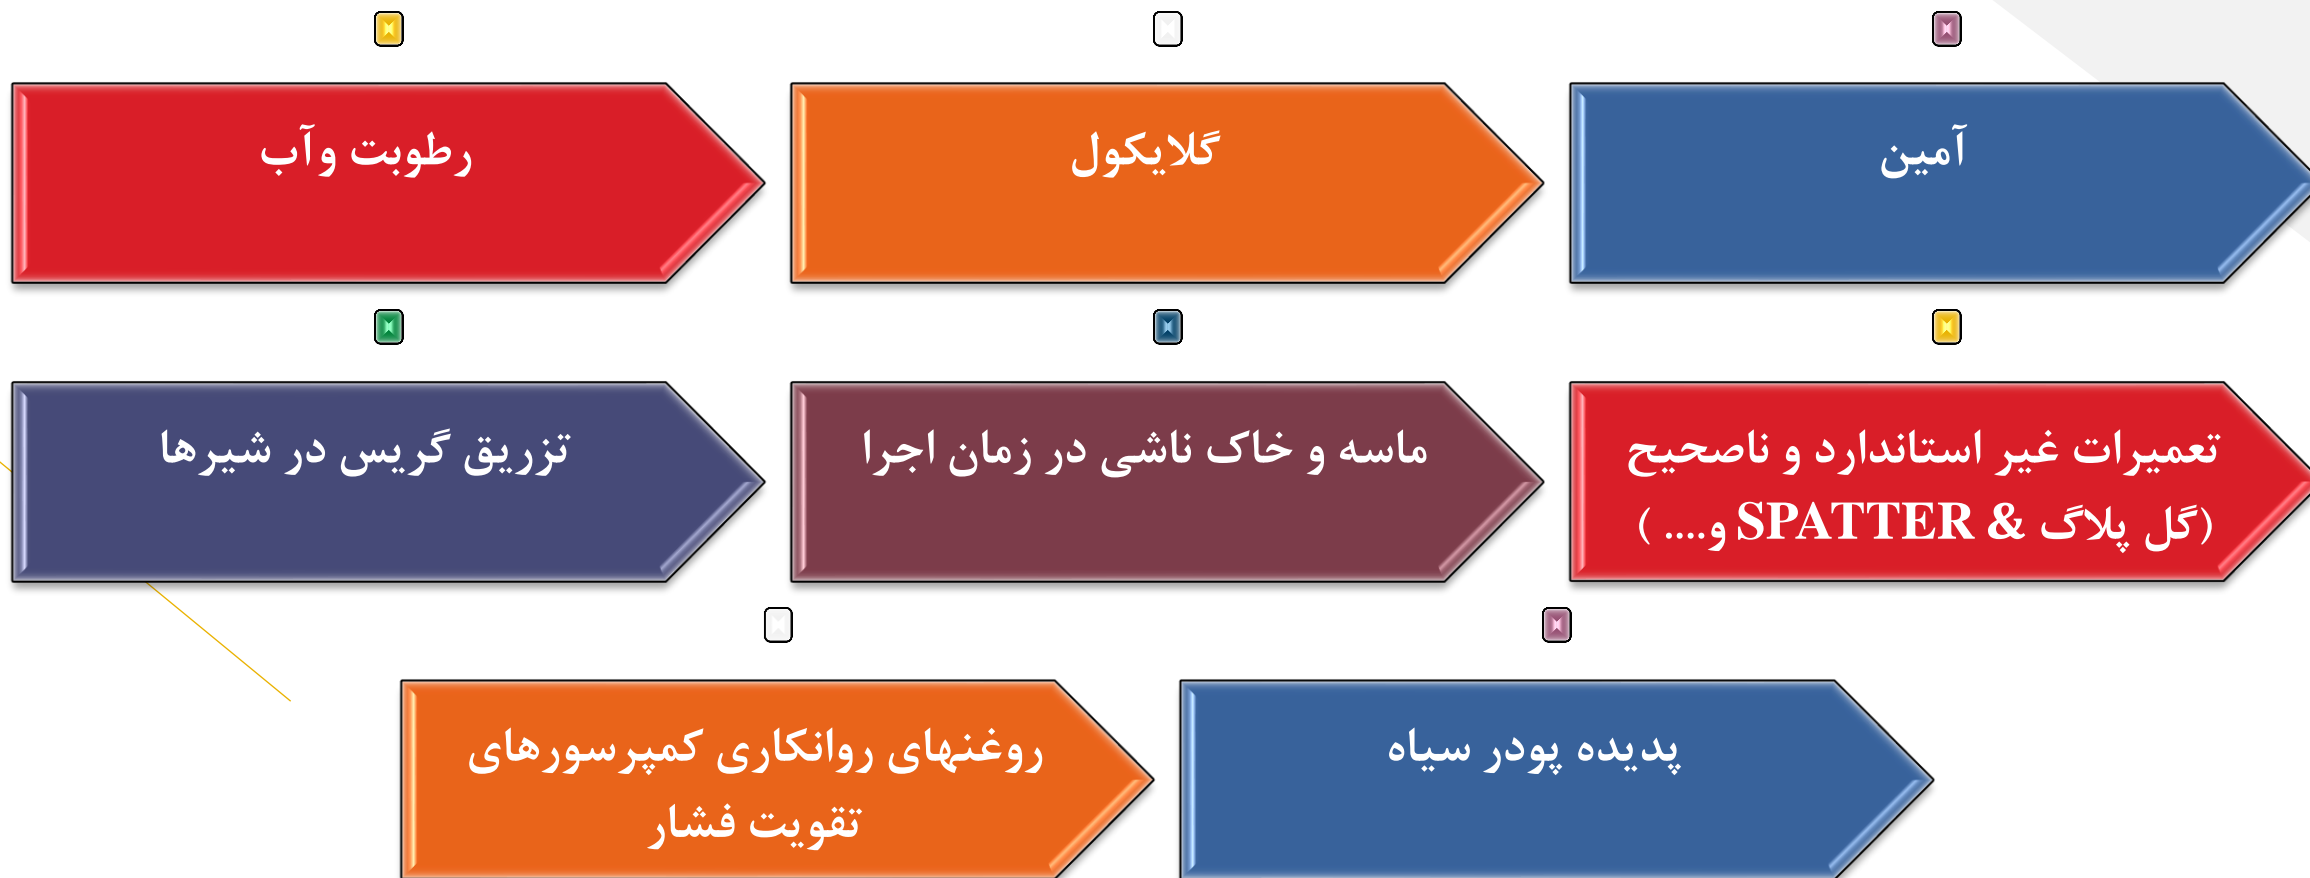 آمین
گلایکول
رطوبت وآب
تعمیرات غیر استاندارد و ناصحیح
(گل پلاگ & SPATTER و.... )
ماسه و خاک ناشی در زمان اجرا
تزریق گریس در شیرها
پدیده پودر سیاه
روغنهای روانکاری کمپرسورهای
تقویت فشار